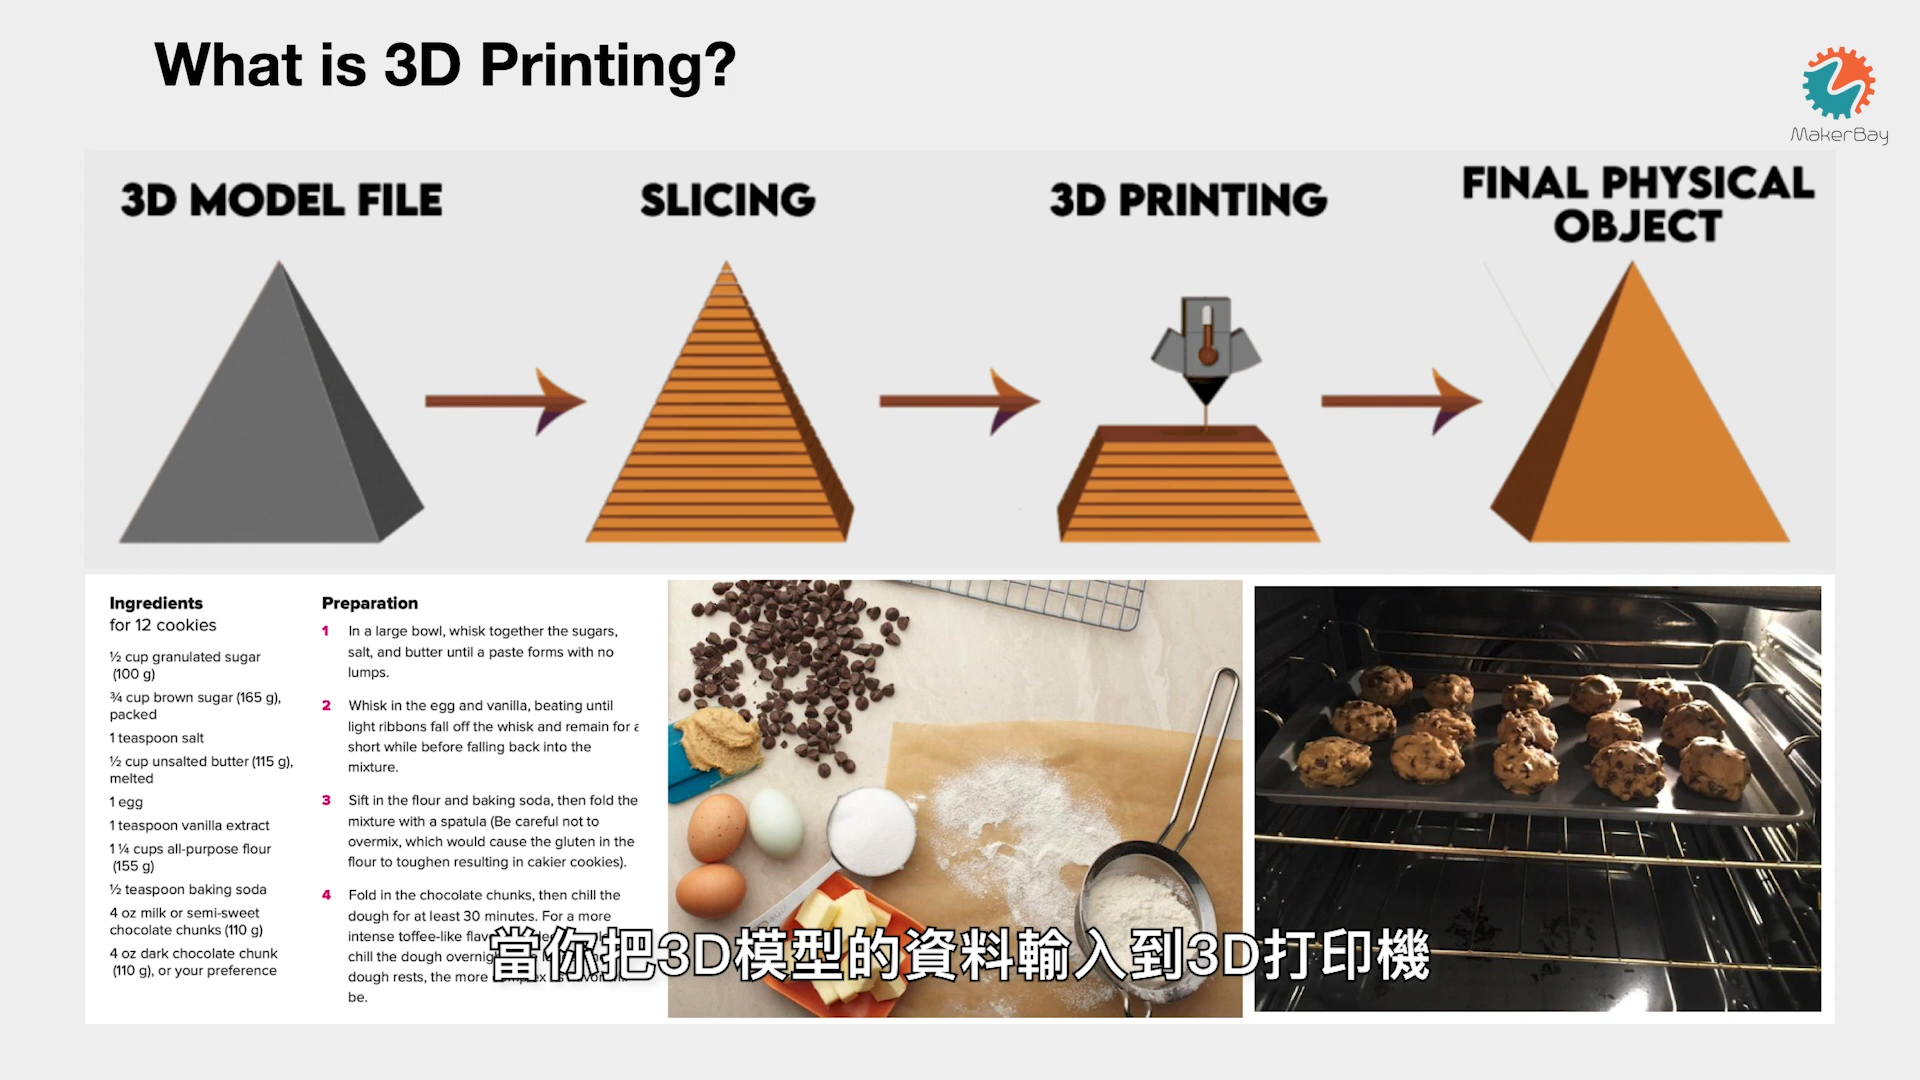 What is 3D Printing?
MakerBay
3D MODEL FILE
SLICING
3D PRINTING
FINAL PHYSICAL
OBJECT
Ingredients
for 12 cookies
½ cup granulated sugar
(100 g)
¾ cup brown sugar (165 g),
packed
1 teaspoon salt
½ cup unsalted butter (115 g),
melted
1 egg
1 teaspoon vanilla extract
1 ¼ cups all-purpose flour
(155 g)
½ teaspoon baking soda
4 oz milk or semi-sweet
chocolate chunks (110 g)
4 oz dark chocolate chunk
(110 g), or your preference
Preparation
1 In a large bowl, whisk together the sugars,
salt, and butter until a paste forms with no
lumps.
2 Whisk in the egg and vanilla, beating until
light ribbons fall off the whisk and remain for a
short while before falling back into the
mixture.
3 Sift in the flour and baking soda, then fold the
mixture with a spatula (Be careful not to
overmix, which would cause the gluten in the
flour to toughen resulting in cakier cookies).
4 Fold in the chocolate chunks, then chill the
dough for at least 30 minutes. For a more
intense toffee-like
chill the dough
dough rests, the more
be.
當你把3D模型的資料輸入到3D打印機